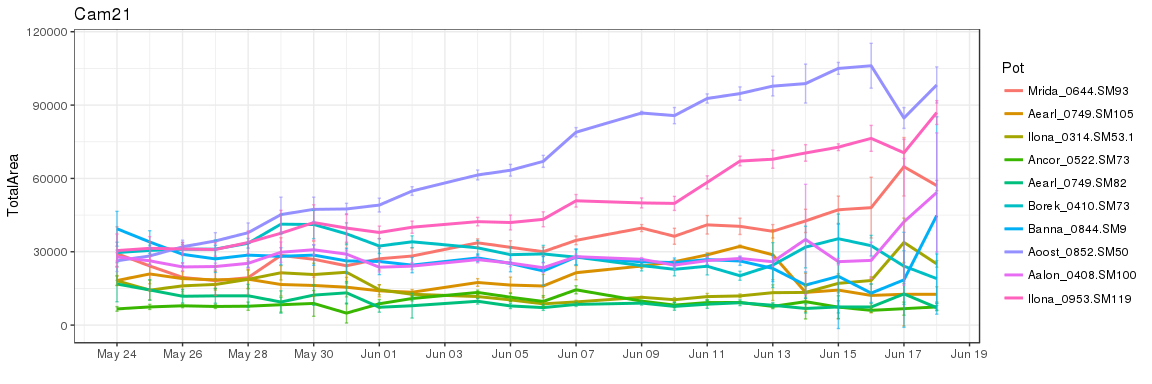 Cam21
TotalArea
120000
90000
60000
30000
0
May 24 May 26 May 28 May 30 Jun 01 Jun 03 Jun 05 Jun 07 Jun 09 Jun 11 Jun 13 Jun 15 Jun 17 Jun 19
Pot
Mrida_0644.SM93
Aearl_0749.SM105
Ilona_0314.SM53.1
Ancor_0522.SM73
Aearl_0749.SM82
Borek_0410.SM73
Banna_0844.SM9
Aoost_0852.SM50
Aalon_0408.SM100
Ilona_0953.SM119